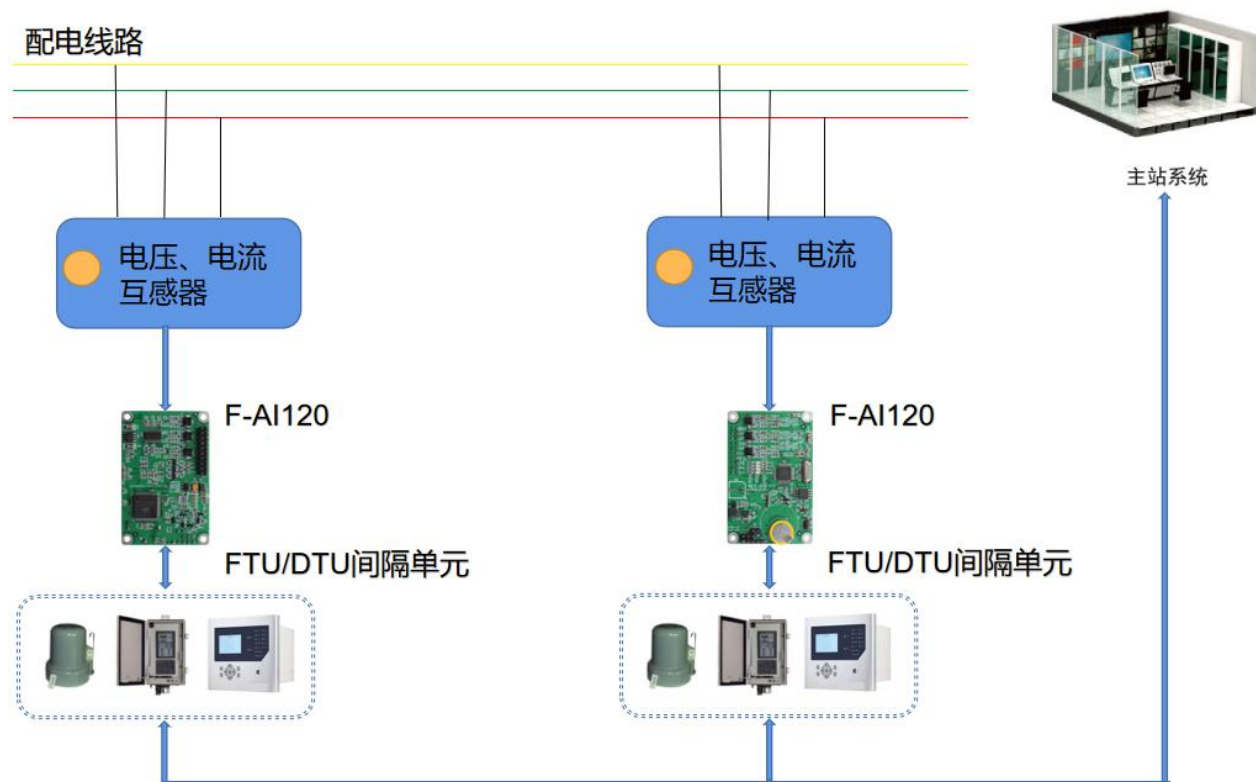 配电线路
主站系统
电压、电流
互感器
电压、电流
互感器
F-AI120
F-AI120
FTU/DTU间隔单元
FTU/DTU间隔单元